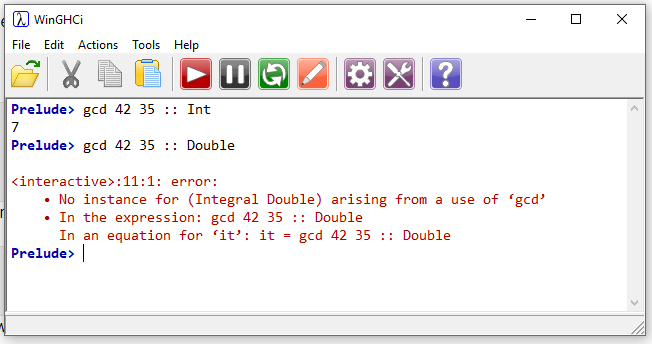 WinGHCi
File Edit Actions Tools Help
Prelude> gcd 42 35 :: Int
7
Prelude> gcd 42 35 :: Double
<interactive>:11:1: error:
• No instance for (Integral Double) arising from a use of ‘gcd’
• In the expression: gcd 42 35 :: Double
In an equation for ‘it’: it = gcd 42 35 :: Double
Prelude>